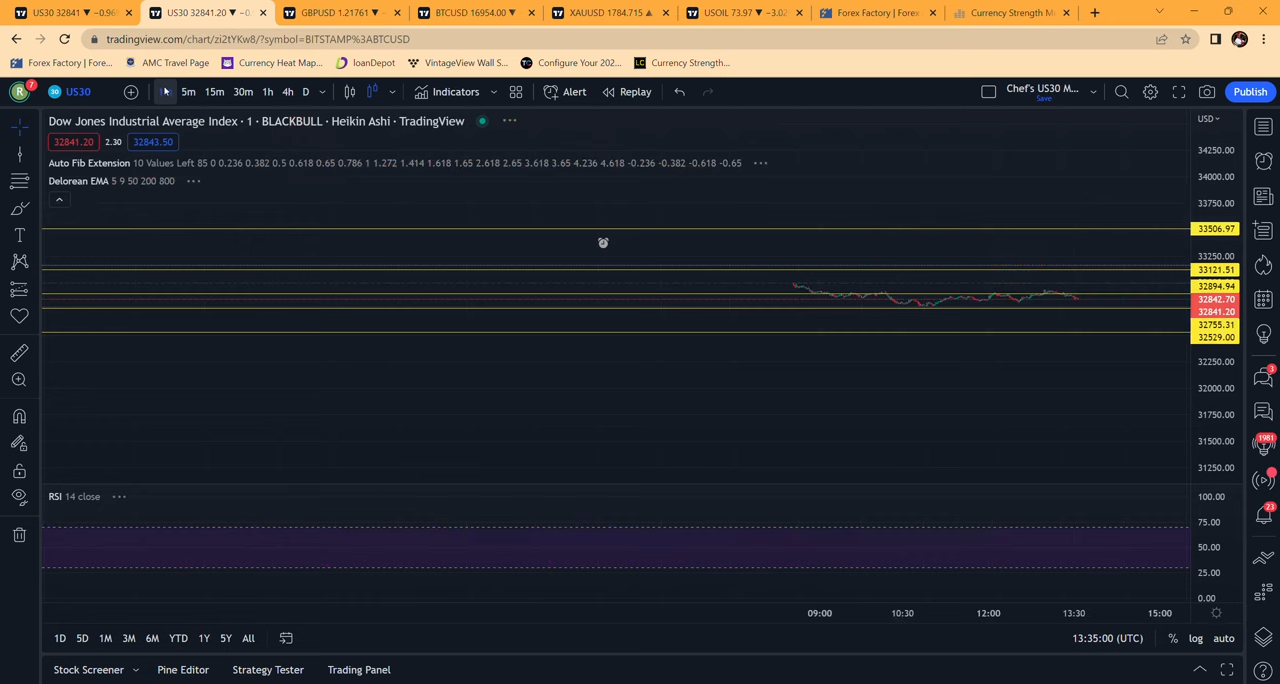 US30 32841 ▼ −0.96
US30 32841.20 ▼ −0.
GBPUSD 1.21761 ▼
BTCUSD 16954.00 ▼
XAUUSD 1784.715 ▲
USOIL 73.97 ▼ −3.02
Forex Factory | Forex
Currency Strength M
tradingview.com/chart/zi2tYKw8/?symbol=BITSTAMP%3ABTCUSD
Forex Factory | Fore...
AMC Travel Page
Currency Heat Map...
loanDepot
VintageView Wall S...
Configure Your 202...
Currency Strength...
R 7
30 US30
5m 15m 30m 1h 4h D
Indicators
Alert
Replay
Chef's US30 M...
Save
Publish
Dow Jones Industrial Average Index · 1 · BLACKBULL · Heikin Ashi · TradingView
32841.20 2.30 32843.50
Auto Fib Extension 10 Values Left 85 0 0.236 0.382 0.5 0.618 0.65 0.786 1 1.272 1.414 1.618 1.65 2.618 2.65 3.618 3.65 4.236 4.618 -0.236 -0.382 -0.618 -0.65
Delorean EMA 5 9 50 200 800
USD
34250.00
34000.00
33750.00
33506.97
33250.00
33121.51
32894.94
32842.70
32841.20
32755.31
32529.00
32250.00
32000.00
31750.00
31500.00
31250.00
3
1981
23
RSI 14 close
100.00
75.00
50.00
25.00
0.00
09:00 10:30 12:00 13:30 15:00
1D 5D 1M 3M 6M YTD 1Y 5Y All
13:35:00 (UTC) % log auto
Stock Screener Pine Editor Strategy Tester Trading Panel